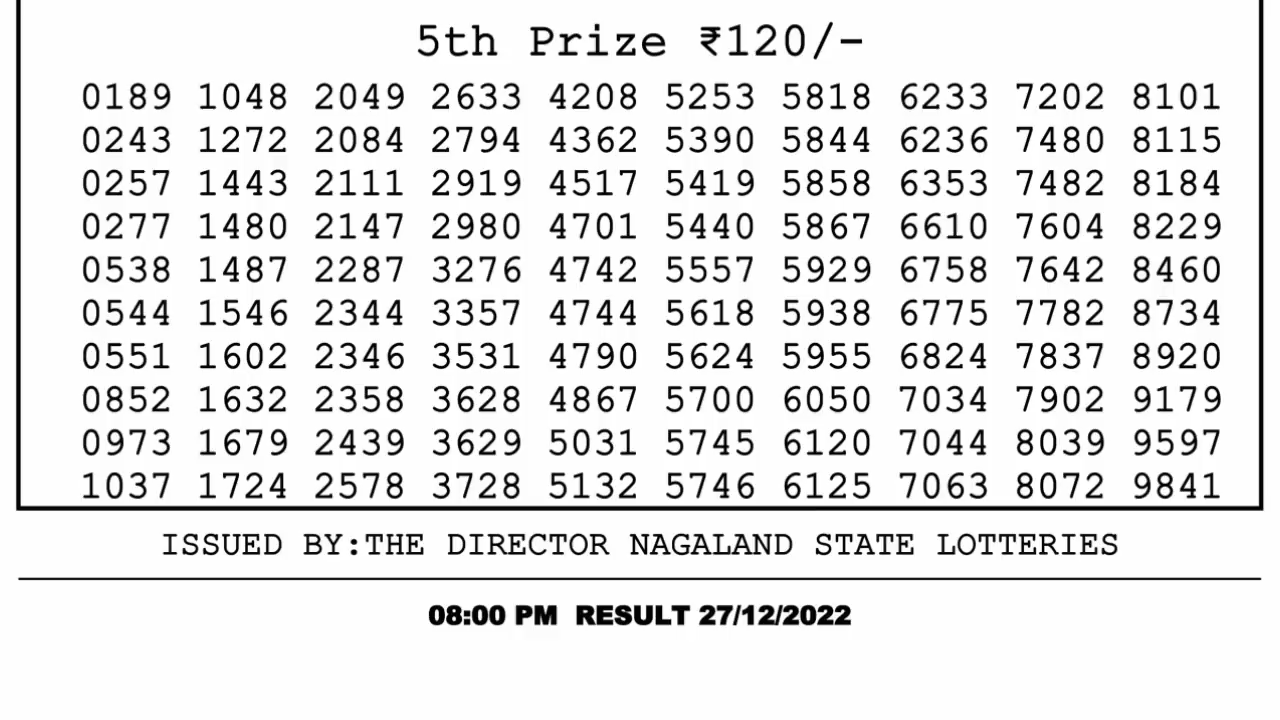 5th Prize ₹120/-
0189 1048 2049 2633 4208 5253 5818 6233 7202 8101
0243 1272 2084 2794 4362 5390 5844 6236 7480 8115
0257 1443 2111 2919 4517 5419 5858 6353 7482 8184
0277 1480 2147 2980 4701 5440 5867 6610 7604 8229
0538 1487 2287 3276 4742 5557 5929 6758 7642 8460
0544 1546 2344 3357 4744 5618 5938 6775 7782 8734
0551 1602 2346 3531 4790 5624 5955 6824 7837 8920
0852 1632 2358 3628 4867 5700 6050 7034 7902 9179
0973 1679 2439 3629 5031 5745 6120 7044 8039 9597
1037 1724 2578 3728 5132 5746 6125 7063 8072 9841
ISSUED BY:THE DIRECTOR NAGALAND STATE LOTTERIES
08:00 PM RESULT 27/12/2022